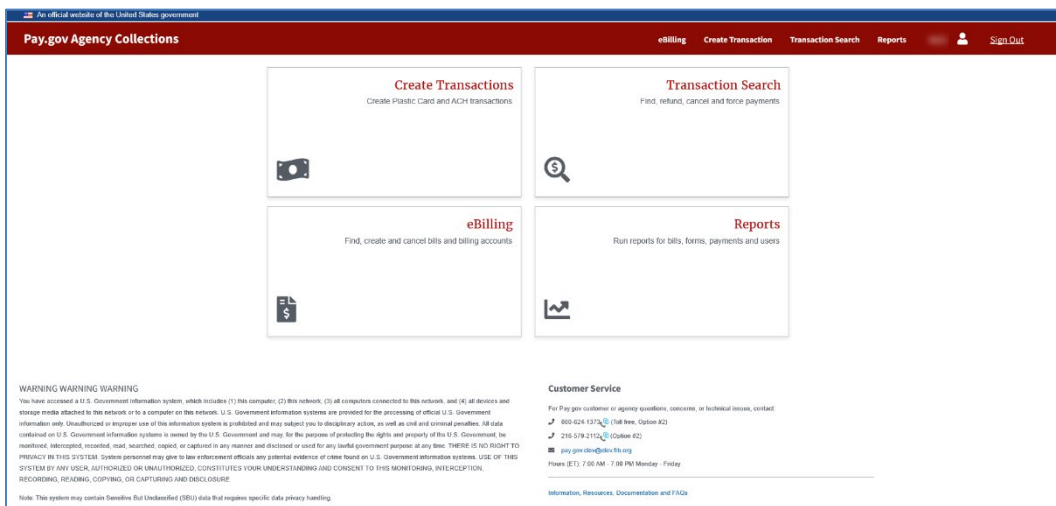 An official website of the United States government
Pay.gov Agency Collections
eBilling Create Transaction Transaction Search Reports Sign Out
Create Transactions
Create Plastic Card and ACH transactions
Transaction Search
Find, refund, cancel and force payments
eBilling
Find, create and cancel bills and billing accounts
Reports
Run reports for bills, forms, payments and users
WARNING WARNING WARNING
You have accessed a U.S. Government information system, which includes (1) this computer, (2) this network, (3) all computers connected to this network, and (4) all devices and
storage media attached to this network or to a computer on this network. U.S. Government information systems are provided for the processing of official U.S. Government
information only. Unauthorized or improper use of this information system is prohibited and may subject you to disciplinary action, as well as civil and criminal penalties. All data
contained on U.S. Government information systems is owned by the U.S. Government and may, for the purpose of protecting the rights and property of the U.S. Government, be
monitored, intercepted, recorded, read, searched, copied, or captured in any manner and disclosed or used for any lawful government purpose at any time. THERE IS NO RIGHT TO
PRIVACY IN THIS SYSTEM. System personnel may give to law enforcement officials any potential evidence of crime found on U.S. Government information systems. USE OF THIS
SYSTEM BY ANY USER, AUTHORIZED OR UNAUTHORIZED, CONSTITUTES YOUR UNDERSTANDING AND CONSENT TO THIS MONITORING, INTERCEPTION,
RECORDING, READING, COPYING, OR CAPTURING AND DISCLOSURE
Note: This system may contain Sensitive But Unclassified (SBU) data that requires specific data privacy handling.
Customer Service
For Pay.gov customer or agency questions, concerns, or technical issues, contact
800-624-1373 (Toll free, Option #2)
216-579-2112 (Option #2)
Hours (ET): 7:00 AM - 7:00 PM Monday - Friday
Information, Resources, Documentation and FAQs